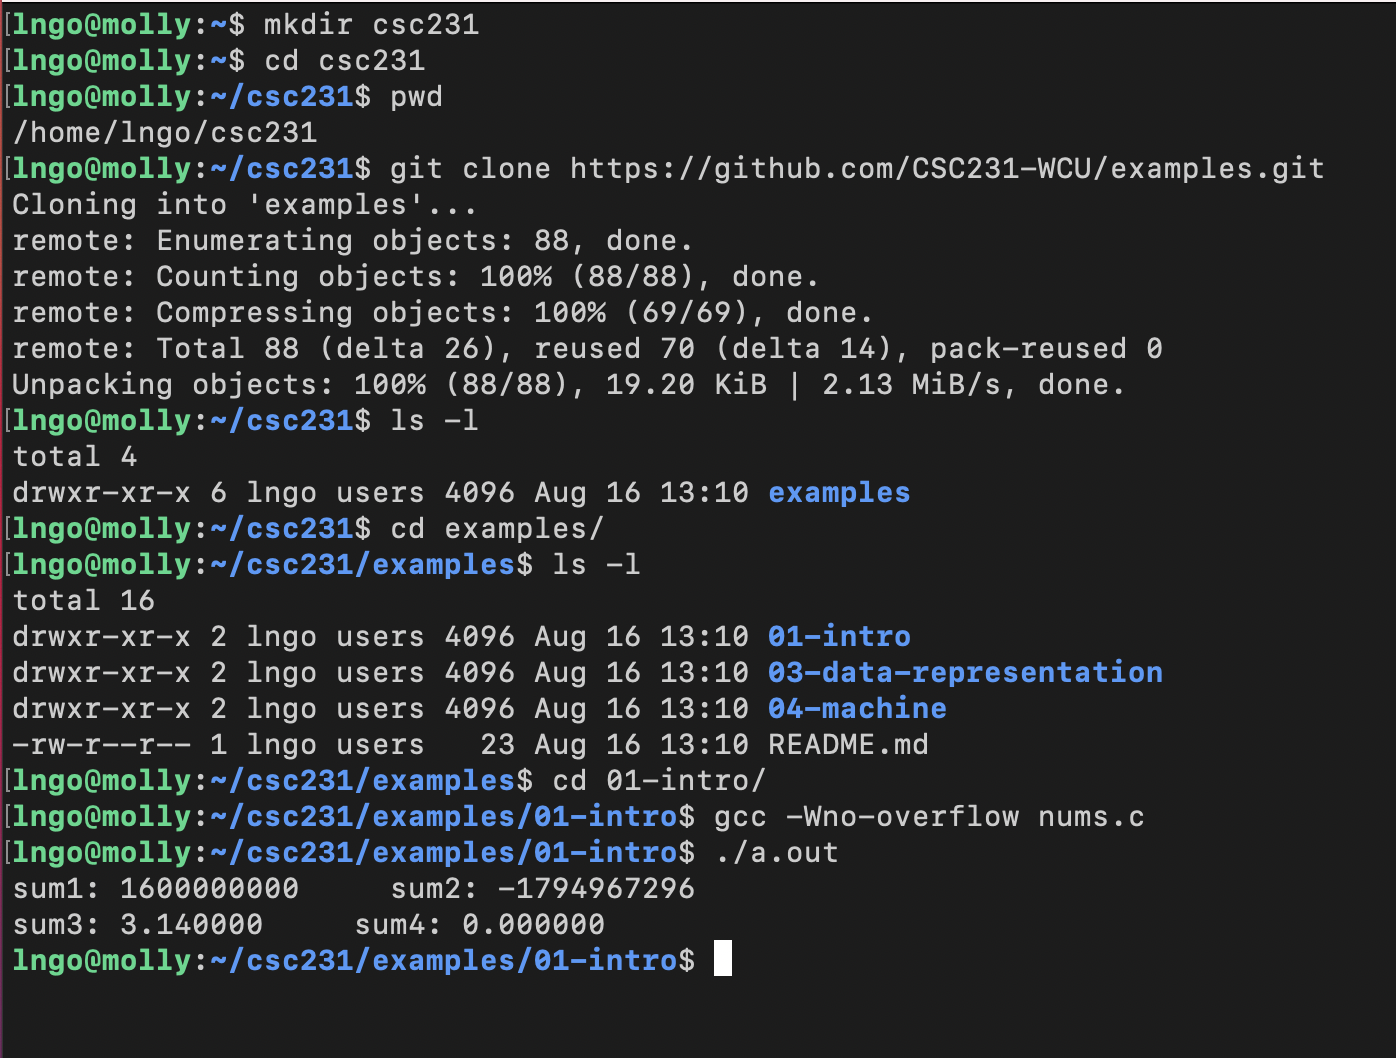 [lngo@molly:~$ mkdir csc231
[lngo@molly:~$ cd csc231
[lngo@molly:~/csc231$ pwd
/home/lngo/csc231
[lngo@molly:~/csc231$ git clone https://github.com/CSC231-WCU/examples.git
Cloning into 'examples'...
remote: Enumerating objects: 88, done.
remote: Counting objects: 100% (88/88), done.
remote: Compressing objects: 100% (69/69), done.
remote: Total 88 (delta 26), reused 70 (delta 14), pack-reused 0
Unpacking objects: 100% (88/88), 19.20 KiB | 2.13 MiB/s, done.
[lngo@molly:~/csc231$ ls -l
total 4
drwxr-xr-x 6 lngo users 4096 Aug 16 13:10 examples
[lngo@molly:~/csc231$ cd examples/
[lngo@molly:~/csc231/examples$ ls -l
total 16
drwxr-xr-x 2 lngo users 4096 Aug 16 13:10 01-intro
drwxr-xr-x 2 lngo users 4096 Aug 16 13:10 03-data-representation
drwxr-xr-x 2 lngo users 4096 Aug 16 13:10 04-machine
-rw-r--r-- 1 lngo users   23 Aug 16 13:10 README.md
[lngo@molly:~/csc231/examples$ cd 01-intro/
[lngo@molly:~/csc231/examples/01-intro$ gcc -Wno-overflow nums.c
[lngo@molly:~/csc231/examples/01-intro$ ./a.out
sum1: 1600000000     sum2: -1794967296
sum3: 3.140000     sum4: 0.000000
lngo@molly:~/csc231/examples/01-intro$